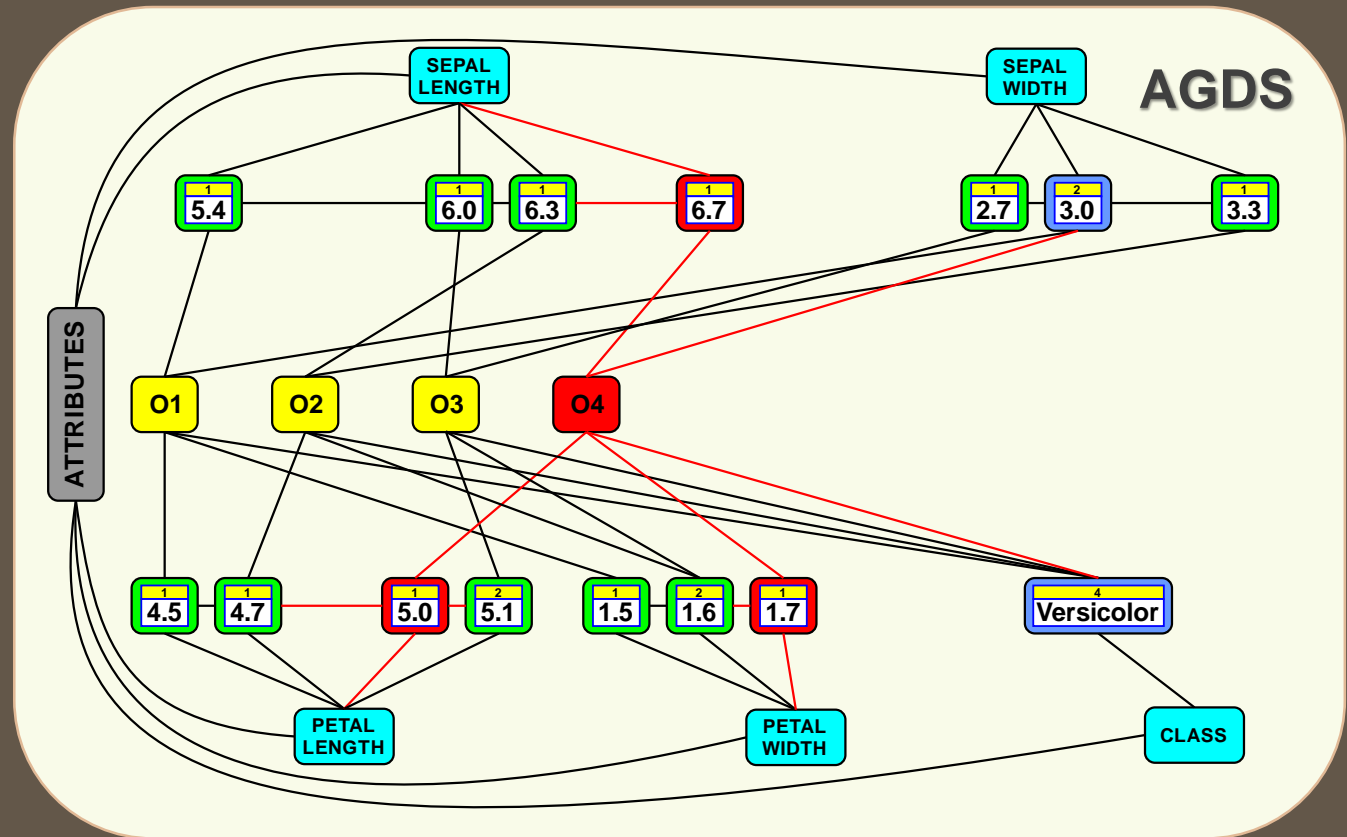 SEPAL
LENGTH
SEPAL
WIDTH
AGDS
1
5.4
1
6.0
1
6.3
1
6.7
1
2.7
2
3.0
1
3.3
ATTRIBUTES
O1
O2
O3
O4
1
4.5
1
4.7
1
5.0
2
5.1
1
1.5
2
1.6
1
1.7
4
Versicolor
PETAL
LENGTH
PETAL
WIDTH
CLASS